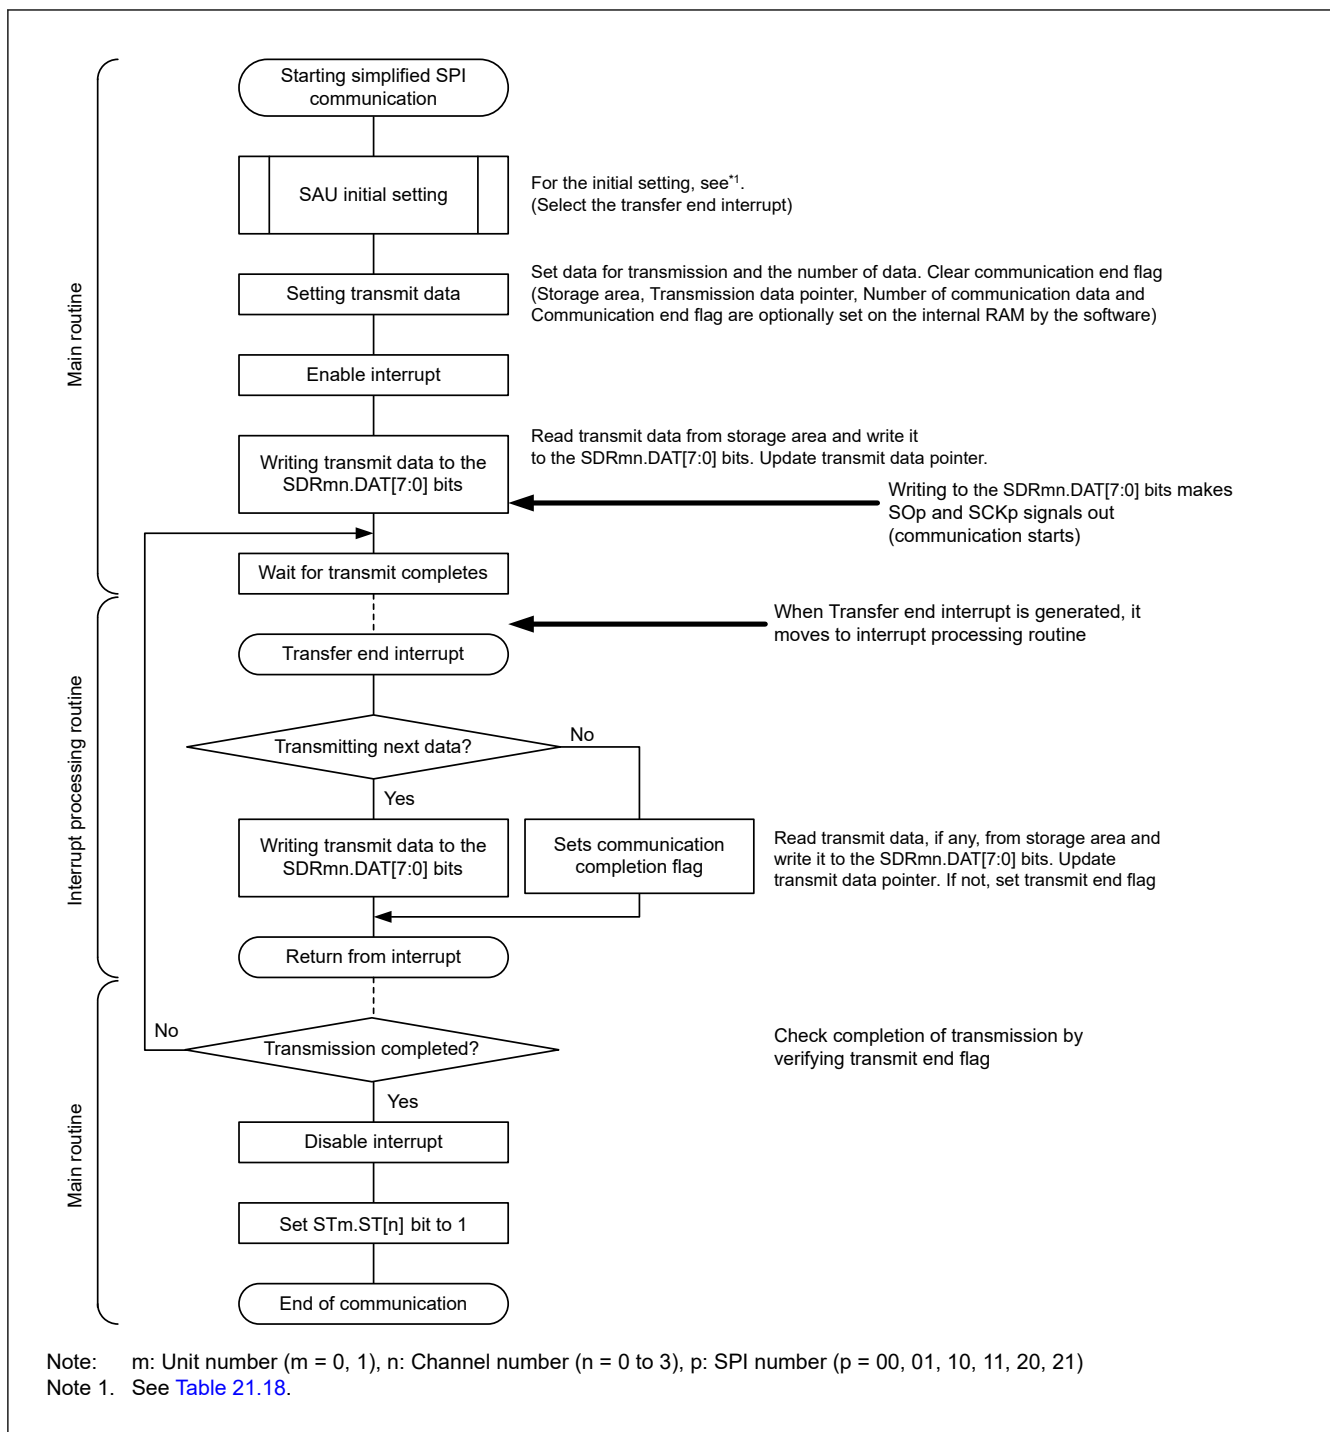 Starting simplified SPI
communication
SAU initial setting
For the initial setting, see*1.
(Select the transfer end interrupt)
Setting transmit data
Set data for transmission and the number of data. Clear communication end flag
(Storage area, Transmission data pointer, Number of communication data and
Communication end flag are optionally set on the internal RAM by the software)
Main routine
Enable interrupt
Writing transmit data to the
SDRmn.DAT[7:0] bits
Read transmit data from storage area and write it
to the SDRmn.DAT[7:0] bits. Update transmit data pointer.
Writing to the SDRmn.DAT[7:0] bits makes
SOp and SCKp signals out
(communication starts)
Wait for transmit completes
When Transfer end interrupt is generated, it
moves to interrupt processing routine
Transfer end interrupt
Interrupt processing routine
Transmitting next data?
No
Yes
Writing transmit data to the
SDRmn.DAT[7:0] bits
Sets communication
completion flag
Read transmit data, if any, from storage area and
write it to the SDRmn.DAT[7:0] bits. Update
transmit data pointer. If not, set transmit end flag
Return from interrupt
No
Transmission completed?
Check completion of transmission by
verifying transmit end flag
Yes
Main routine
Disable interrupt
Set STm.ST[n] bit to 1
End of communication
Note: m: Unit number (m = 0, 1), n: Channel number (n = 0 to 3), p: SPI number (p = 00, 01, 10, 11, 20, 21)
Note 1. See Table 21.18.